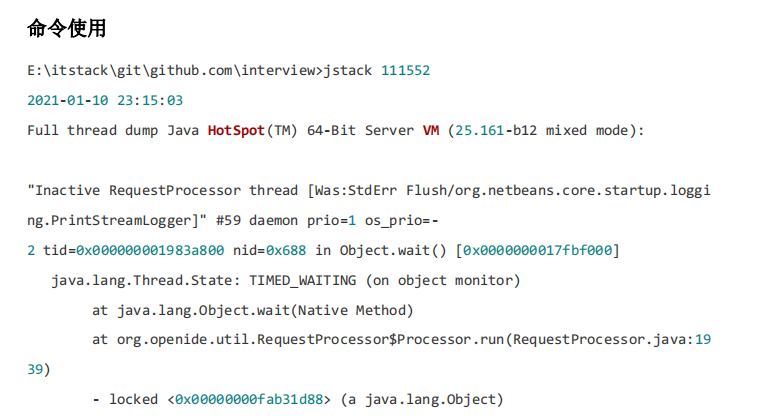 命令使用
E:\itstack\git\github.com\interview>jstack 111552
2021-01-10 23:15:03
Full thread dump Java HotSpot(TM) 64-Bit Server VM (25.161-b12 mixed mode):
"Inactive RequestProcessor thread [Was:StdErr Flush/org.netbeans.core.startup.loggi
ng.PrintStreamLogger]" #59 daemon prio=1 os_prio=-
2 tid=0x000000001983a800 nid=0x688 in Object.wait() [0x0000000017fbf000]
java.lang.Thread.State: TIMED_WAITING (on object monitor)
at java.lang.Object.wait(Native Method)
at org.openide.util.RequestProcessor$Processor.run(RequestProcessor.java:19
39)
- locked <0x00000000fab31d88> (a java.lang.Object)